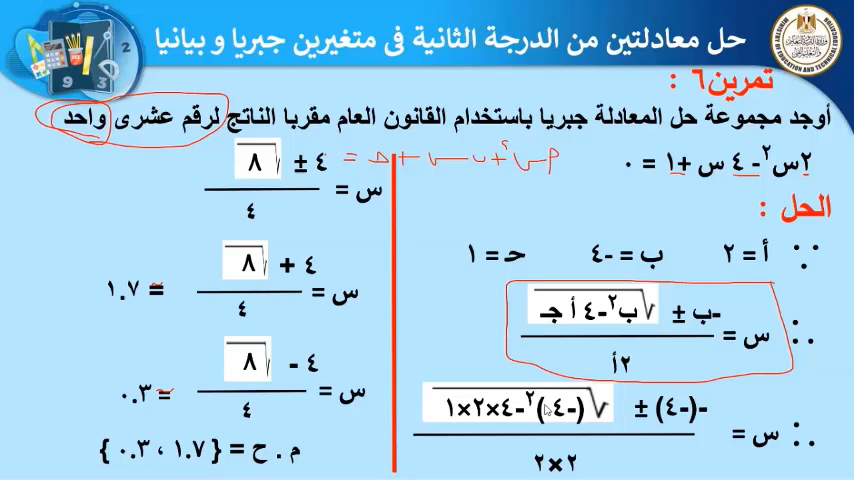 حل معادلتين من الدرجة الثانية فى متغيرين جبريا و بيانيا
تمرين٦ :
أوجد مجموعة حل المعادلة جبريا باستخدام القانون العام مقربا الناتج لرقم عشرى واحد
٢س٢ - ٤ س + ١ = ٠
الحل :
∵ أ = ٢ ب = -٤ حـ = ١
∴ س = (-ب ± √(ب٢ - ٤ أ جـ)) / ٢أ
∴ س = (-(-٤) ± √((-٤)٢ - ٤×٢×١)) / ٢×٢
س = (٤ ± √٨) / ٤
س = (٤ + √٨) / ٤ = ١.٧
س = (٤ - √٨) / ٤ = ٠.٣
م . ح = { ١.٧ ، ٠.٣ }